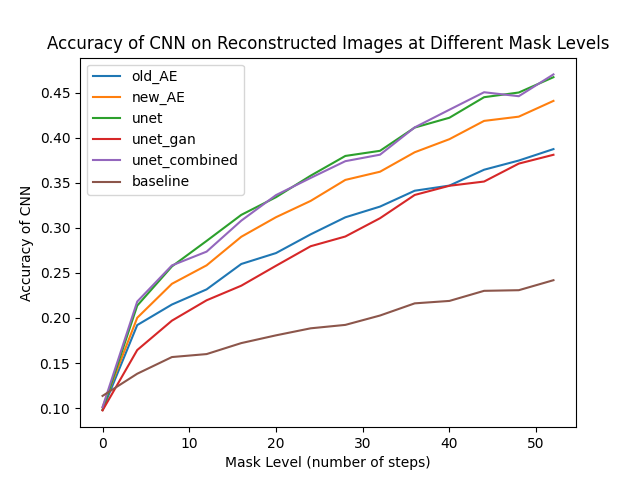 Accuracy of CNN on Reconstructed Images at Different Mask Levels
old_AE
new_AE
unet
unet_gan
unet_combined
baseline
Accuracy of CNN
0.45
0.40
0.35
0.30
0.25
0.20
0.15
0.10
0 10 20 30 40 50
Mask Level (number of steps)